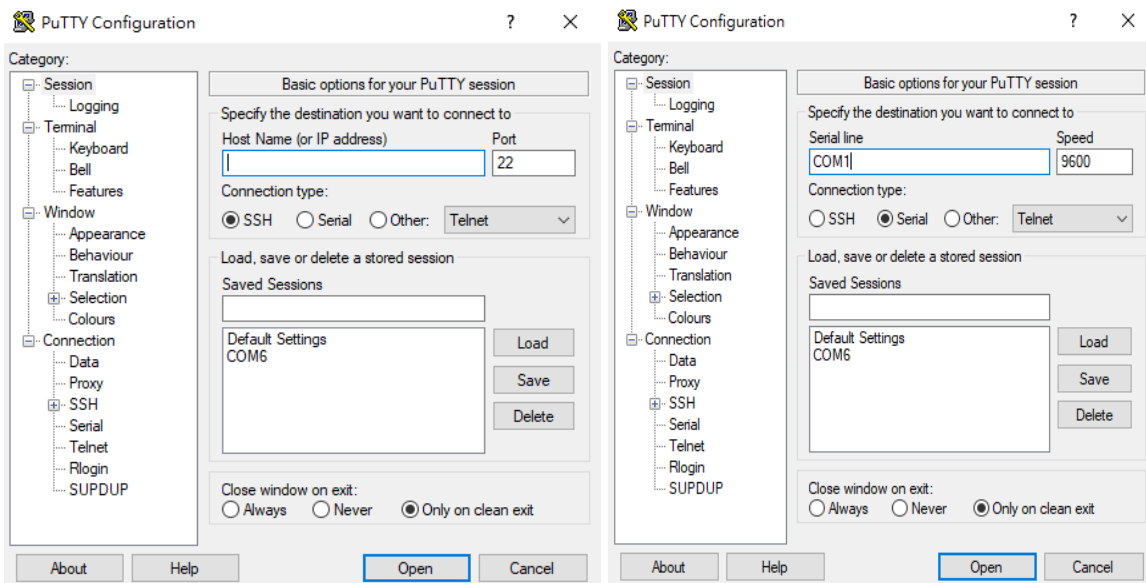 PuTTY Configuration
Category:
Session
Logging
Terminal
Keyboard
Bell
Features
Window
Appearance
Behaviour
Translation
Selection
Colours
Connection
Data
Proxy
SSH
Serial
Telnet
Rlogin
SUPDUP
Basic options for your PuTTY session
Specify the destination you want to connect to
Host Name (or IP address) Port
22
Connection type:
SSH Serial Other: Telnet
Load, save or delete a stored session
Saved Sessions
Default Settings
COM6
Load
Save
Delete
Close window on exit:
Always Never Only on clean exit
About Help Open Cancel
PuTTY Configuration
Category:
Session
Logging
Terminal
Keyboard
Bell
Features
Window
Appearance
Behaviour
Translation
Selection
Colours
Connection
Data
Proxy
SSH
Serial
Telnet
Rlogin
SUPDUP
Basic options for your PuTTY session
Specify the destination you want to connect to
Serial line Speed
COM1 9600
Connection type:
SSH Serial Other: Telnet
Load, save or delete a stored session
Saved Sessions
Default Settings
COM6
Load
Save
Delete
Close window on exit:
Always Never Only on clean exit
About Help Open Cancel